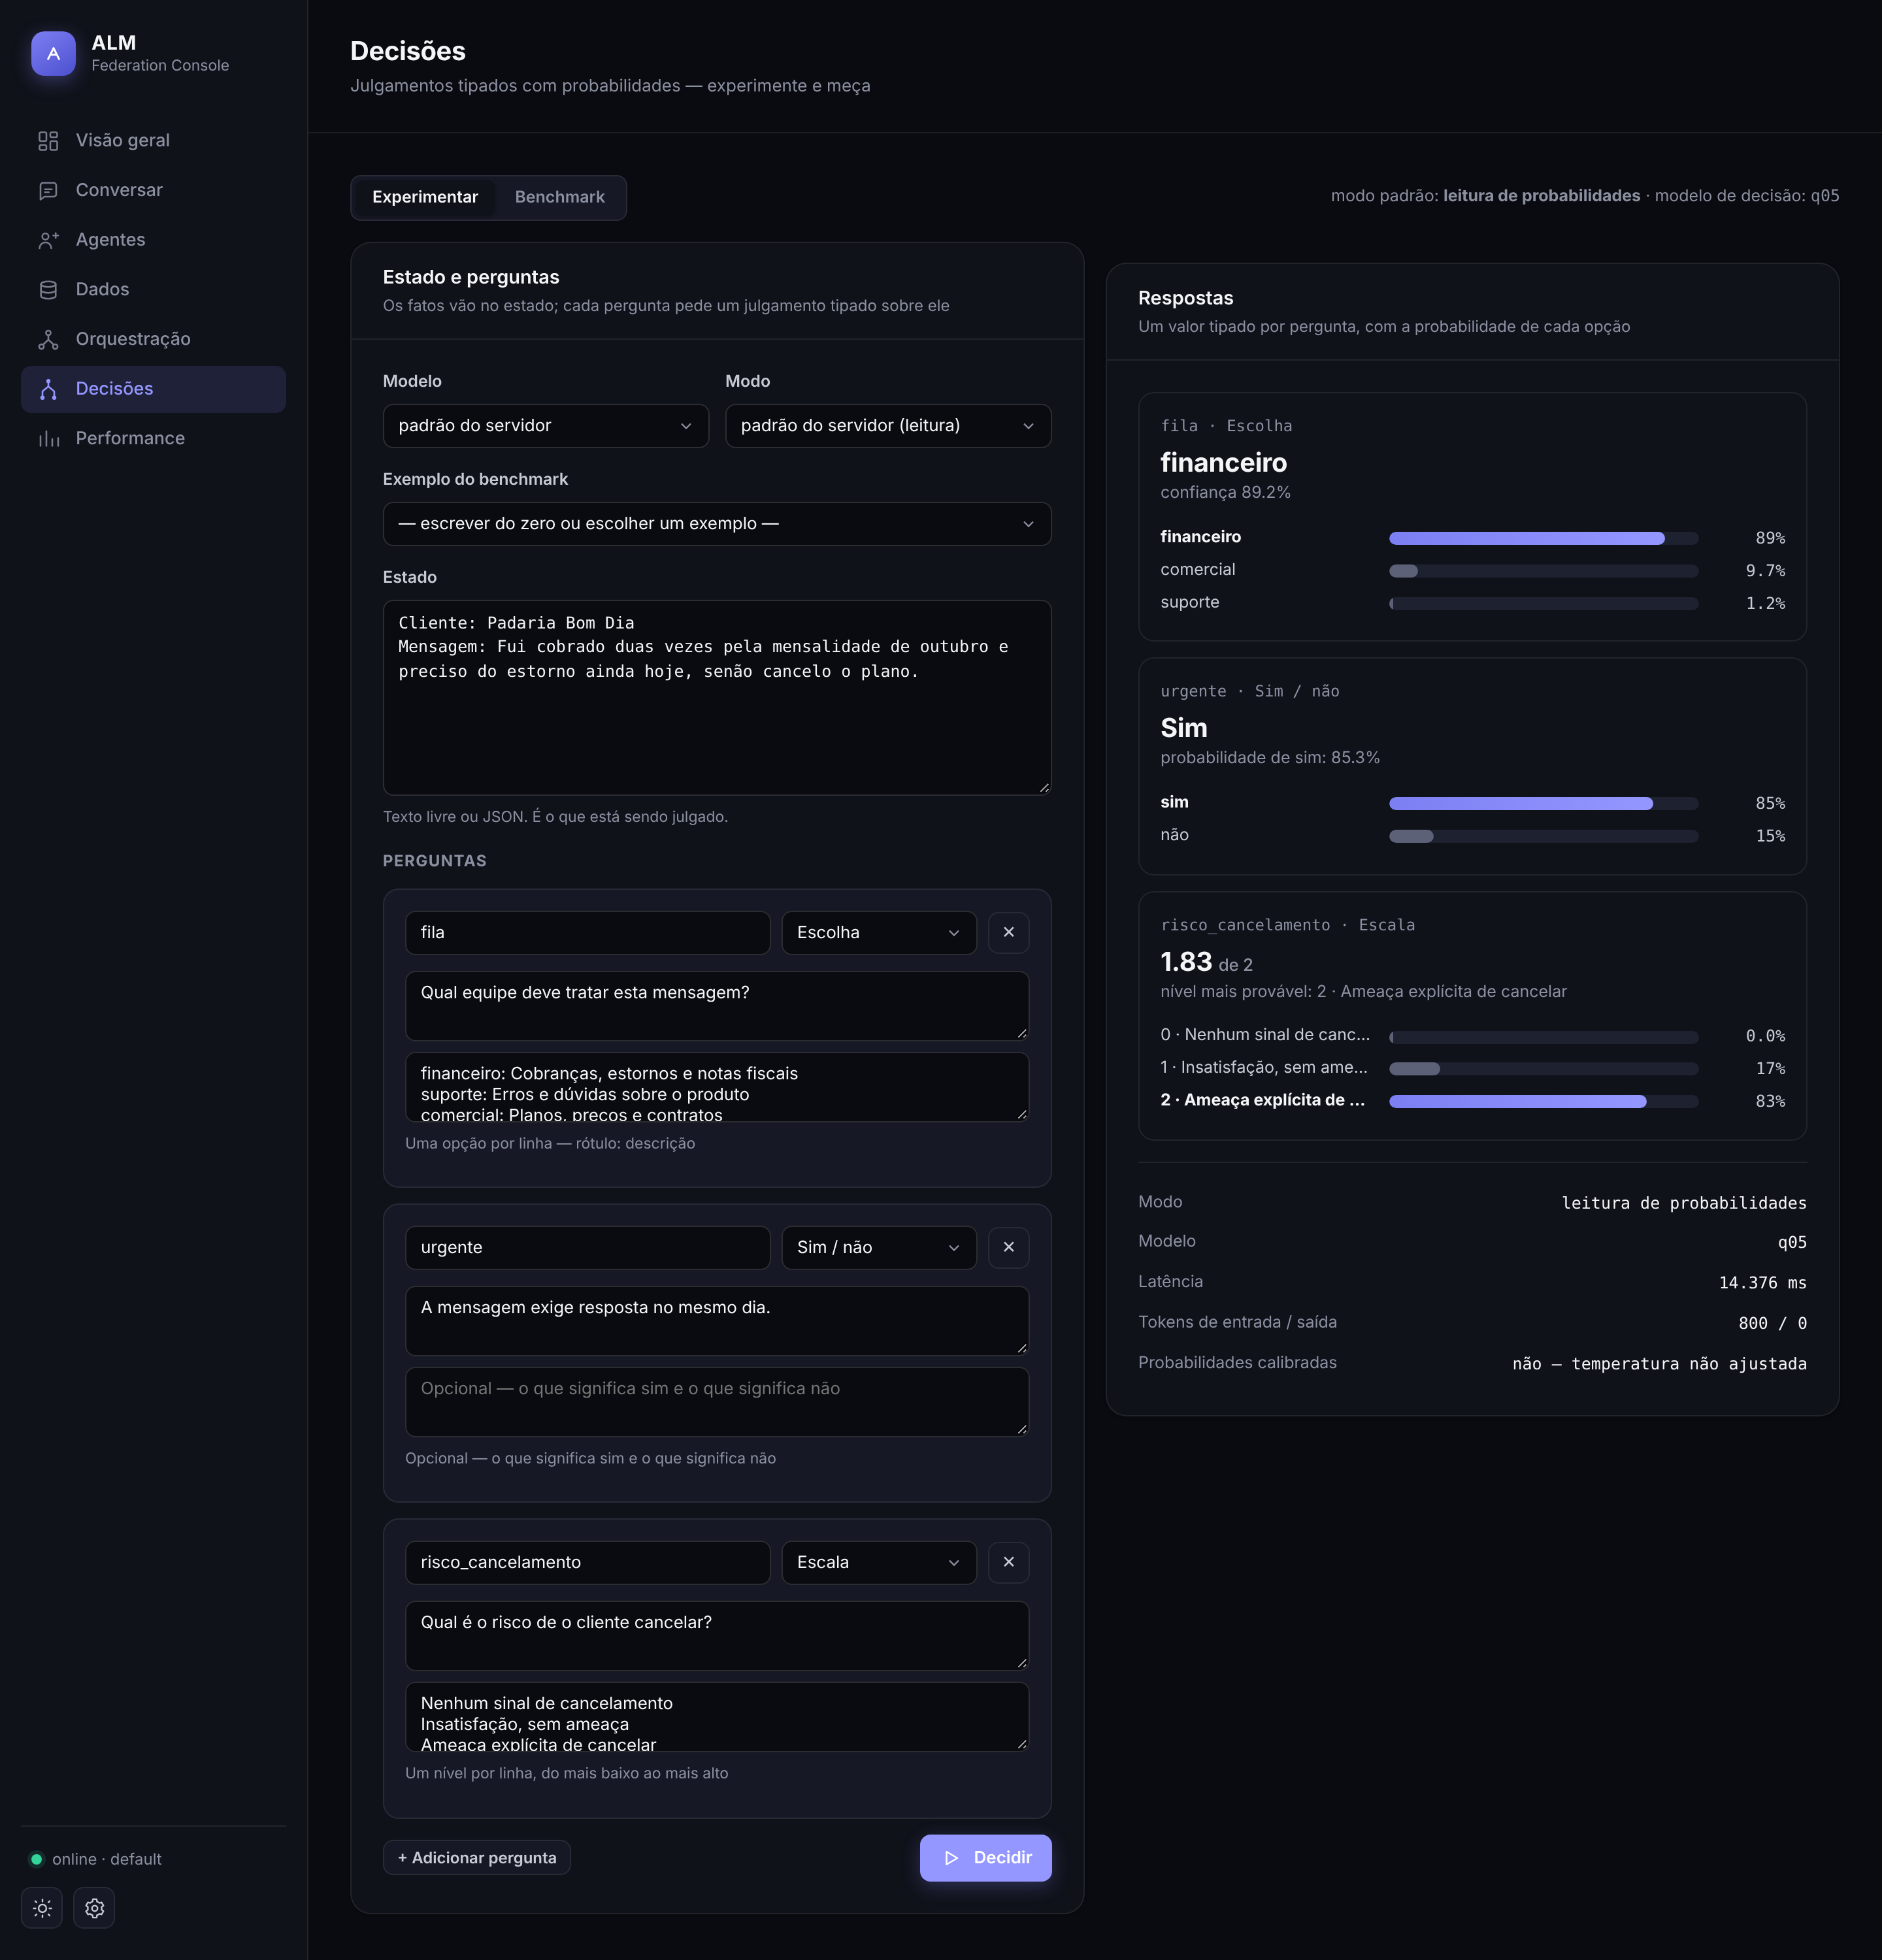 ALM
Federation Console
Visão geral
Conversar
Agentes
Dados
Orquestração
Decisões
Performance
online · default
Decisões
Julgamentos tipados com probabilidades — experimente e meça
Experimentar
Benchmark
modo padrão: leitura de probabilidades · modelo de decisão: q05
Estado e perguntas
Os fatos vão no estado; cada pergunta pede um julgamento tipado sobre ele
Modelo
Modo
padrão do servidor
padrão do servidor (leitura)
Exemplo do benchmark
— escrever do zero ou escolher um exemplo —
Estado
Cliente: Padaria Bom Dia
Mensagem: Fui cobrado duas vezes pela mensalidade de outubro e
preciso do estorno ainda hoje, senão cancelo o plano.
Texto livre ou JSON. É o que está sendo julgado.
PERGUNTAS
fila
Escolha
Qual equipe deve tratar esta mensagem?
financeiro: Cobranças, estornos e notas fiscais
suporte: Erros e dúvidas sobre o produto
comercial: Planos, preços e contratos
Uma opção por linha — rótulo: descrição
urgente
Sim / não
A mensagem exige resposta no mesmo dia.
Opcional — o que significa sim e o que significa não
Opcional — o que significa sim e o que significa não
risco_cancelamento
Escala
Qual é o risco de o cliente cancelar?
Nenhum sinal de cancelamento
Insatisfação, sem ameaça
Ameaça explícita de cancelar
Um nível por linha, do mais baixo ao mais alto
+ Adicionar pergunta
Decidir
Respostas
Um valor tipado por pergunta, com a probabilidade de cada opção
fila · Escolha
financeiro
confiança 89.2%
financeiro 89%
comercial 9.7%
suporte 1.2%
urgente · Sim / não
Sim
probabilidade de sim: 85.3%
sim 85%
não 15%
risco_cancelamento · Escala
1.83 de 2
nível mais provável: 2 · Ameaça explícita de cancelar
0 · Nenhum sinal de canc... 0.0%
1 · Insatisfação, sem ame... 17%
2 · Ameaça explícita de ... 83%
Modo leitura de probabilidades
Modelo q05
Latência 14.376 ms
Tokens de entrada / saída 800 / 0
Probabilidades calibradas não — temperatura não ajustada